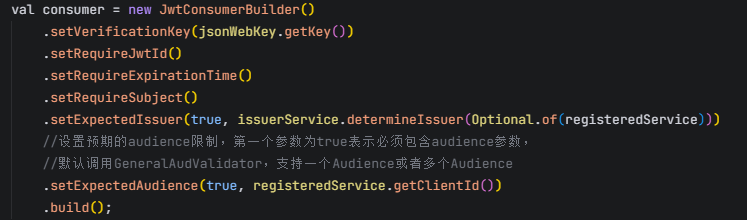 val consumer = new JwtConsumerBuilder()
.setVerificationKey(jsonWebKey.getKey())
.setRequireJwtId()
.setRequireExpirationTime()
.setRequireSubject()
.setExpectedIssuer(true, issuerService.determineIssuer(Optional.of(registeredService)))
//设置预期的audience限制，第一个参数为true表示必须包含audience参数，
//默认调用GeneralAudValidator，支持一个Audience或者多个Audience
.setExpectedAudience(true, registeredService.getClientId())
.build();